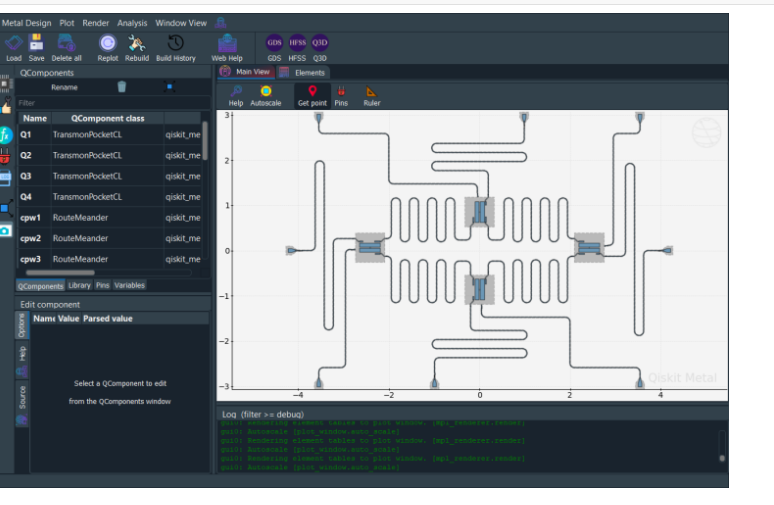 Metal Design Plot Render Analysis Window View
Load Save Delete all Replot Rebuild Build History Web Help GDS HFSS Q3D
GDS HFSS Q3D
QComponents
Rename
Filter
Name QComponent class
Q1 TransmonPocketCL qiskit_me
Q2 TransmonPocketCL qiskit_me
Q3 TransmonPocketCL qiskit_me
Q4 TransmonPocketCL qiskit_me
cpw1 RouteMeander qiskit_me
cpw2 RouteMeander qiskit_me
cpw3 RouteMeander qiskit_me
QComponents Library Pins Variables
Edit component
Options
Help
Source
Name Value Parsed value
Select a QComponent to edit
from the QComponents window
Main View Elements
Help Autoscale Get point Pins Ruler
3
2
1
0
−1
−2
−3
−4 −2 0 2 4
Qiskit Metal
Log (filter >= debug)
gui0: Rendering element tables to plot window. [mpl_renderer.render]
gui0: Autoscale [plot_window.auto_scale]
gui0: Rendering element tables to plot window. [mpl_renderer.render]
gui0: Autoscale [plot_window.auto_scale]
gui0: Rendering element tables to plot window. [mpl_renderer.render]
gui0: Autoscale [plot_window.auto_scale]